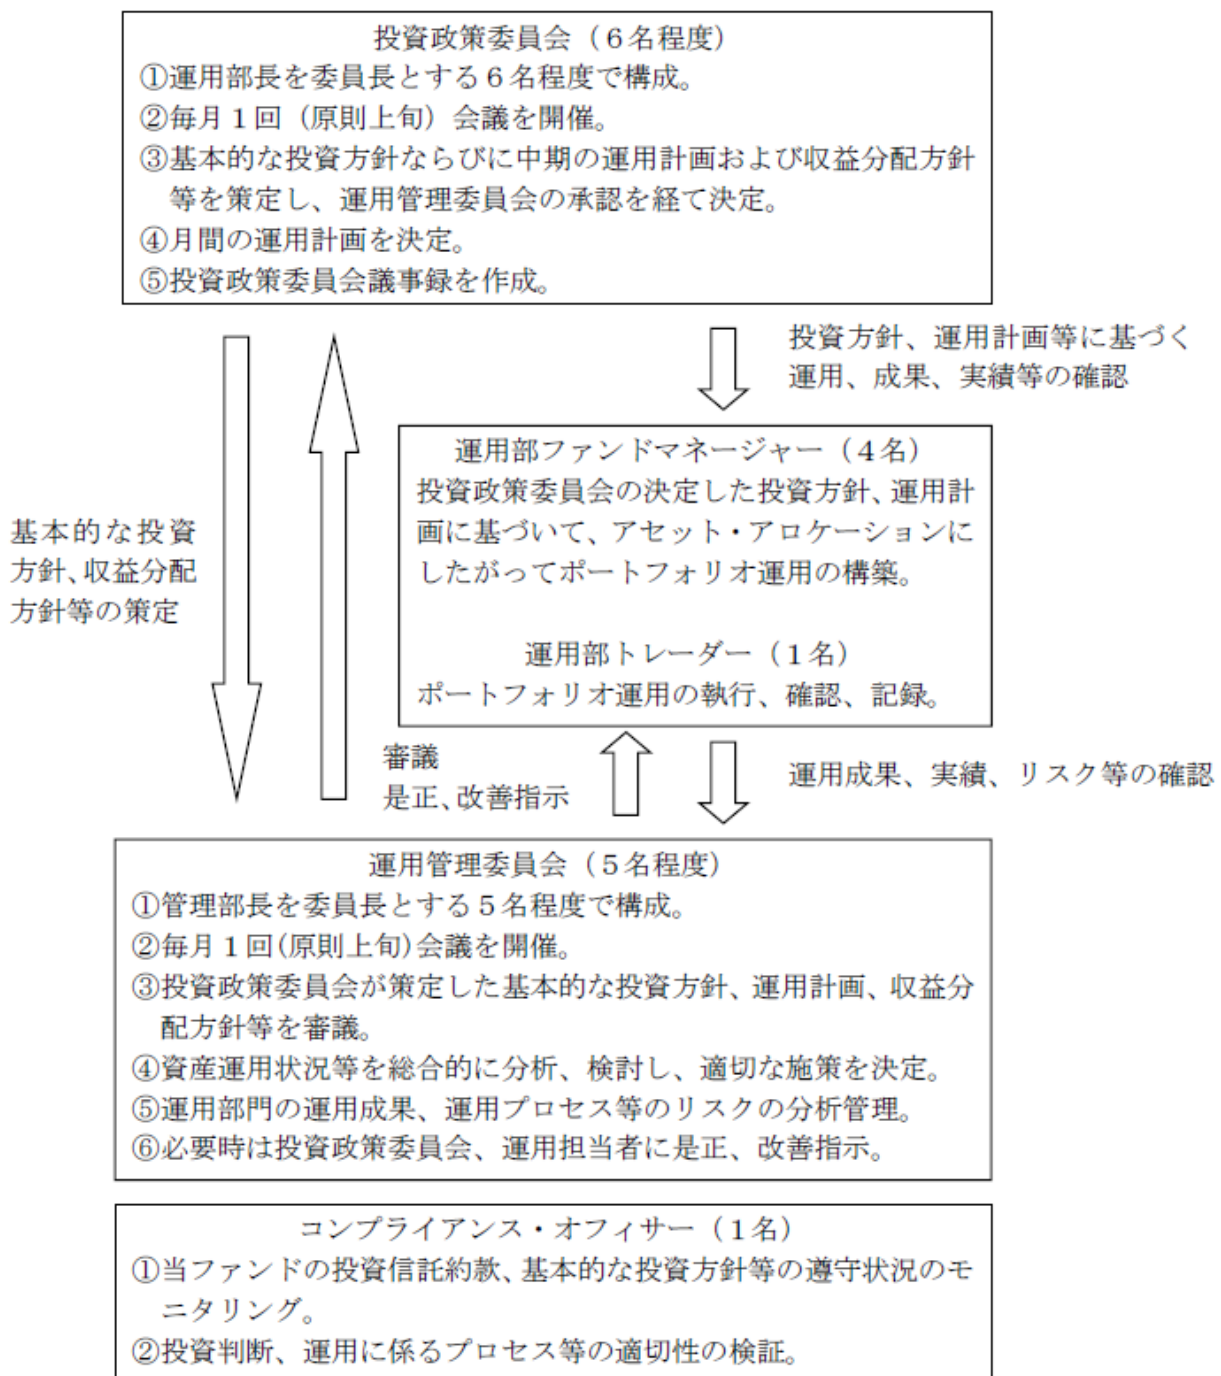 投資政策委員会（６名程度）
①運用部長を委員長とする６名程度で構成。
②毎月１回（原則上旬）会議を開催。
③基本的な投資方針ならびに中期の運用計画および収益分配方針
等を策定し、運用管理委員会の承認を経て決定。
④月間の運用計画を決定。
⑤投資政策委員会議事録を作成。
投資方針、運用計画等に基づく
運用、成果、実績等の確認
運用部ファンドマネージャー（４名）
投資政策委員会の決定した投資方針、運用計
画に基づいて、アセット・アロケーションに
したがってポートフォリオ運用の構築。
運用部トレーダー（１名）
ポートフォリオ運用の執行、確認、記録。
基本的な投資
方針、収益分配
方針等の策定
審議
是正、改善指示
運用成果、実績、リスク等の確認
運用管理委員会（５名程度）
①管理部長を委員長とする５名程度で構成。
②毎月１回(原則上旬)会議を開催。
③投資政策委員会が策定した基本的な投資方針、運用計画、収益分
配方針等を審議。
④資産運用状況等を総合的に分析、検討し、適切な施策を決定。
⑤運用部門の運用成果、運用プロセス等のリスクの分析管理。
⑥必要時は投資政策委員会、運用担当者に是正、改善指示。
コンプライアンス・オフィサー（１名）
①当ファンドの投資信託約款、基本的な投資方針等の遵守状況のモ
ニタリング。
②投資判断、運用に係るプロセス等の適切性の検証。